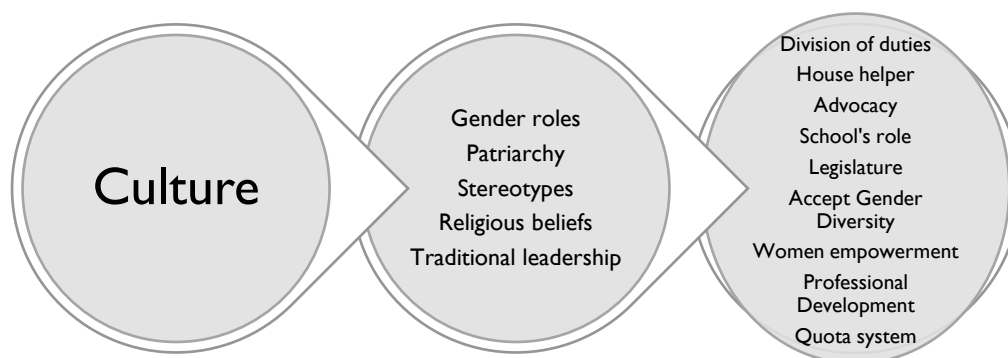 Culture
Gender roles
Patriarchy
Stereotypes
Religious beliefs
Traditional leadership
Division of duties
House helper
Advocacy
School's role
Legislature
Accept Gender
Diversity
Women empowerment
Professional
Development
Quota system